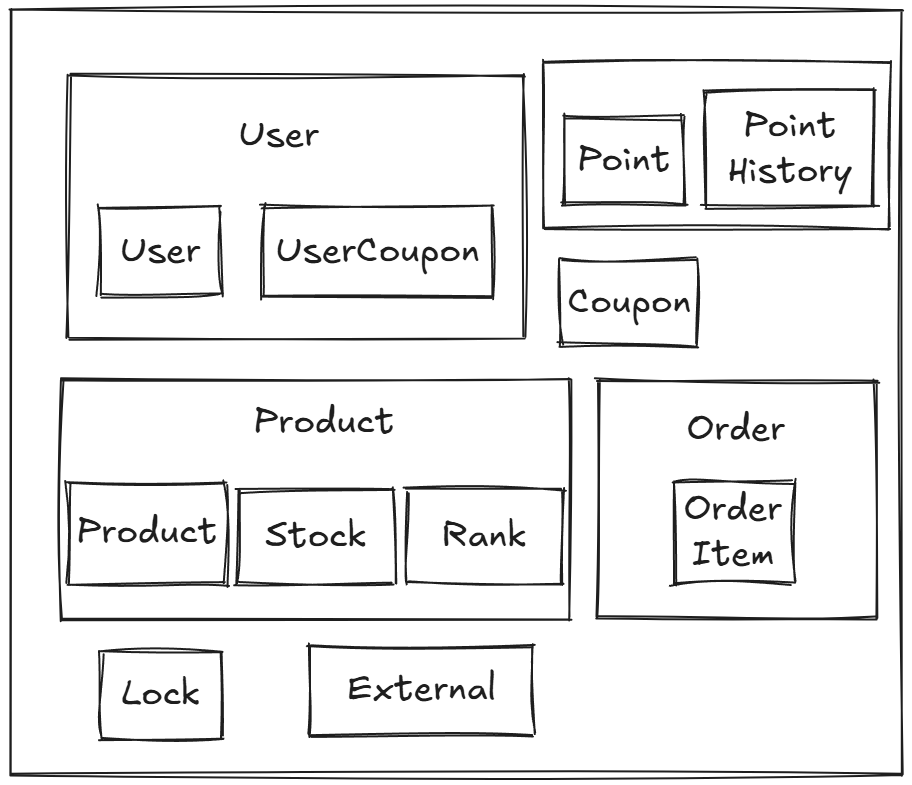 User
User
UserCoupon
Point
Point
History
Coupon
Product
Product
Stock
Rank
Order
Order
Item
Lock
External